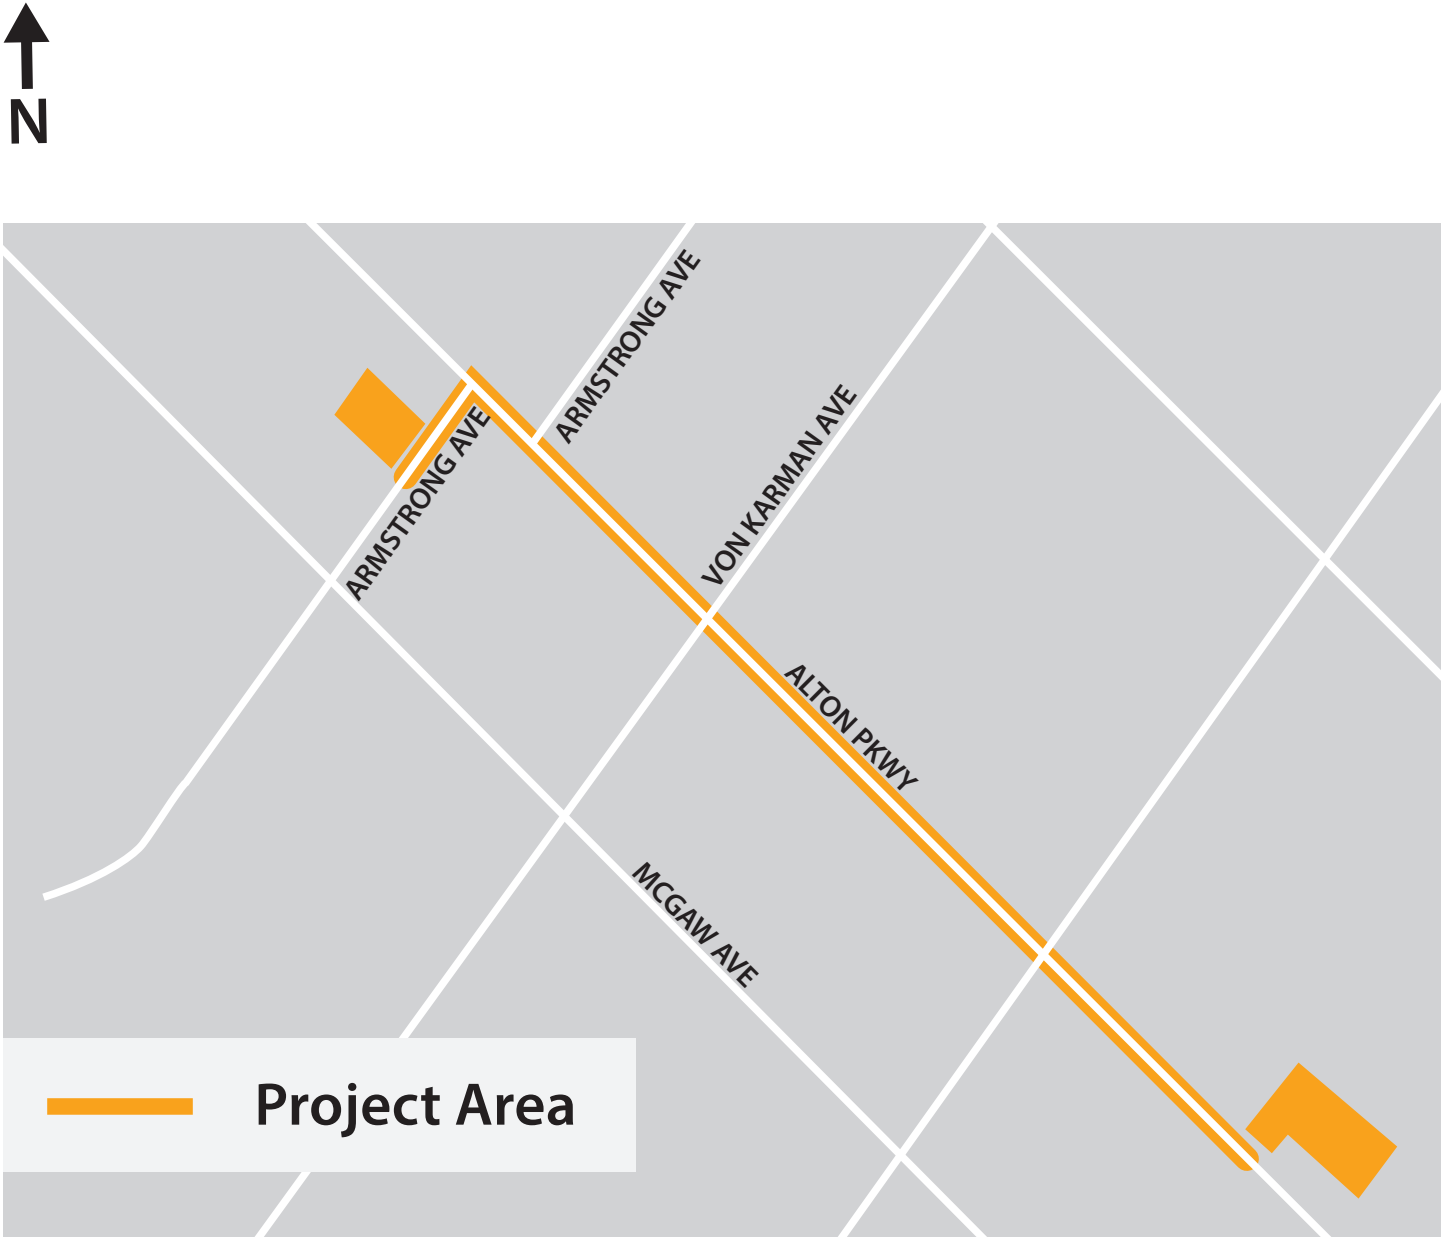 N
ARMSTRONG AVE
ARMSTRONG AVE
VON KARMAN AVE
ALTON PKWY
MCGAW AVE
Project Area